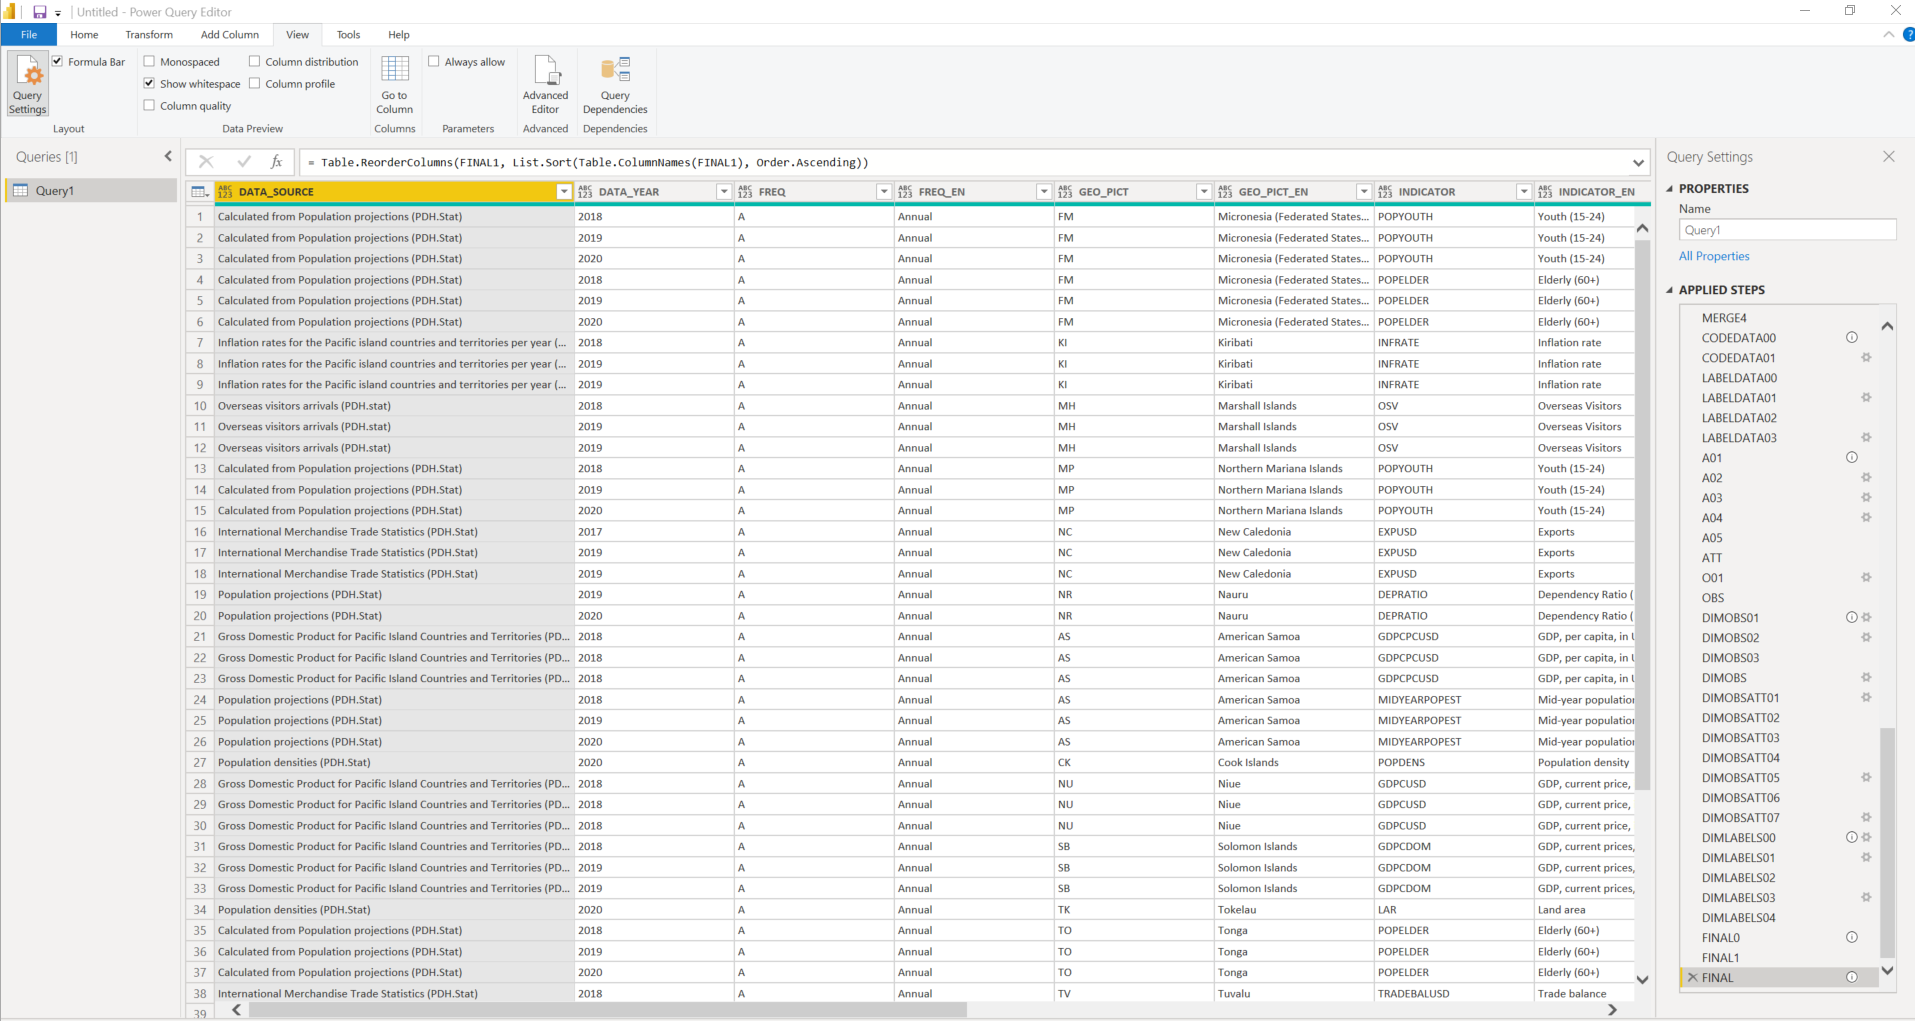 Untitled - Power Query Editor
File Home Transform Add Column View Tools Help
Query Settings
Formula Bar
Layout
Monospaced
Show whitespace
Column quality
Column distribution
Column profile
Data Preview
Go to Column
Columns
Always allow
Parameters
Advanced Editor
Advanced
Query Dependencies
Dependencies
Queries [1]
Query1
fx
= Table.ReorderColumns(FINAL1, List.Sort(Table.ColumnNames(FINAL1), Order.Ascending))
ABC 123 DATA_SOURCE ABC 123 DATA_YEAR ABC 123 FREQ ABC 123 FREQ_EN ABC 123 GEO_PICT ABC 123 GEO_PICT_EN ABC 123 INDICATOR ABC 123 INDICATOR_EN
1 Calculated from Population projections (PDH.Stat) 2018 A Annual FM Micronesia (Federated States... POPYOUTH Youth (15-24)
2 Calculated from Population projections (PDH.Stat) 2019 A Annual FM Micronesia (Federated States... POPYOUTH Youth (15-24)
3 Calculated from Population projections (PDH.Stat) 2020 A Annual FM Micronesia (Federated States... POPYOUTH Youth (15-24)
4 Calculated from Population projections (PDH.Stat) 2018 A Annual FM Micronesia (Federated States... POPELDER Elderly (60+)
5 Calculated from Population projections (PDH.Stat) 2019 A Annual FM Micronesia (Federated States... POPELDER Elderly (60+)
6 Calculated from Population projections (PDH.Stat) 2020 A Annual FM Micronesia (Federated States... POPELDER Elderly (60+)
7 Inflation rates for the Pacific island countries and territories per year (... 2018 A Annual KI Kiribati INFRATE Inflation rate
8 Inflation rates for the Pacific island countries and territories per year (... 2019 A Annual KI Kiribati INFRATE Inflation rate
9 Inflation rates for the Pacific island countries and territories per year (... 2019 A Annual KI Kiribati INFRATE Inflation rate
10 Overseas visitors arrivals (PDH.stat) 2018 A Annual MH Marshall Islands OSV Overseas Visitors
11 Overseas visitors arrivals (PDH.stat) 2019 A Annual MH Marshall Islands OSV Overseas Visitors
12 Overseas visitors arrivals (PDH.stat) 2019 A Annual MH Marshall Islands OSV Overseas Visitors
13 Calculated from Population projections (PDH.Stat) 2018 A Annual MP Northern Mariana Islands POPYOUTH Youth (15-24)
14 Calculated from Population projections (PDH.Stat) 2019 A Annual MP Northern Mariana Islands POPYOUTH Youth (15-24)
15 Calculated from Population projections (PDH.Stat) 2020 A Annual MP Northern Mariana Islands POPYOUTH Youth (15-24)
16 International Merchandise Trade Statistics (PDH.Stat) 2017 A Annual NC New Caledonia EXPUSD Exports
17 International Merchandise Trade Statistics (PDH.Stat) 2019 A Annual NC New Caledonia EXPUSD Exports
18 International Merchandise Trade Statistics (PDH.Stat) 2019 A Annual NC New Caledonia EXPUSD Exports
19 Population projections (PDH.Stat) 2019 A Annual NR Nauru DEPRATIO Dependency Ratio (
20 Population projections (PDH.Stat) 2020 A Annual NR Nauru DEPRATIO Dependency Ratio (
21 Gross Domestic Product for Pacific Island Countries and Territories (PD... 2018 A Annual AS American Samoa GDPCPCUSD GDP, per capita, in U
22 Gross Domestic Product for Pacific Island Countries and Territories (PD... 2018 A Annual AS American Samoa GDPCPCUSD GDP, per capita, in U
23 Gross Domestic Product for Pacific Island Countries and Territories (PD... 2018 A Annual AS American Samoa GDPCPCUSD GDP, per capita, in U
24 Population projections (PDH.Stat) 2018 A Annual AS American Samoa MIDYEARPOPEST Mid-year population
25 Population projections (PDH.Stat) 2019 A Annual AS American Samoa MIDYEARPOPEST Mid-year population
26 Population projections (PDH.Stat) 2020 A Annual AS American Samoa MIDYEARPOPEST Mid-year population
27 Population densities (PDH.Stat) 2020 A Annual CK Cook Islands POPDENS Population density
28 Gross Domestic Product for Pacific Island Countries and Territories (PD... 2018 A Annual NU Niue GDPCUSD GDP, current price,
29 Gross Domestic Product for Pacific Island Countries and Territories (PD... 2018 A Annual NU Niue GDPCUSD GDP, current price,
30 Gross Domestic Product for Pacific Island Countries and Territories (PD... 2018 A Annual NU Niue GDPCUSD GDP, current price,
31 Gross Domestic Product for Pacific Island Countries and Territories (PD... 2018 A Annual SB Solomon Islands GDPCDOM GDP, current prices,
32 Gross Domestic Product for Pacific Island Countries and Territories (PD... 2019 A Annual SB Solomon Islands GDPCDOM GDP, current prices,
33 Gross Domestic Product for Pacific Island Countries and Territories (PD... 2019 A Annual SB Solomon Islands GDPCDOM GDP, current prices,
34 Population densities (PDH.Stat) 2020 A Annual TK Tokelau LAR Land area
35 Calculated from Population projections (PDH.Stat) 2018 A Annual TO Tonga POPELDER Elderly (60+)
36 Calculated from Population projections (PDH.Stat) 2019 A Annual TO Tonga POPELDER Elderly (60+)
37 Calculated from Population projections (PDH.Stat) 2020 A Annual TO Tonga POPELDER Elderly (60+)
38 International Merchandise Trade Statistics (PDH.Stat) 2018 A Annual TV Tuvalu TRADEBALUSD Trade balance
39
Query Settings
PROPERTIES
Name
Query1
All Properties
APPLIED STEPS
MERGE4
CODEDATA00
CODEDATA01
LABELDATA00
LABELDATA01
LABELDATA02
LABELDATA03
A01
A02
A03
A04
A05
ATT
O01
OBS
DIMOBS01
DIMOBS02
DIMOBS03
DIMOBS
DIMOBSATT01
DIMOBSATT02
DIMOBSATT03
DIMOBSATT04
DIMOBSATT05
DIMOBSATT06
DIMOBSATT07
DIMLABELS00
DIMLABELS01
DIMLABELS02
DIMLABELS03
DIMLABELS04
FINAL0
FINAL1
FINAL